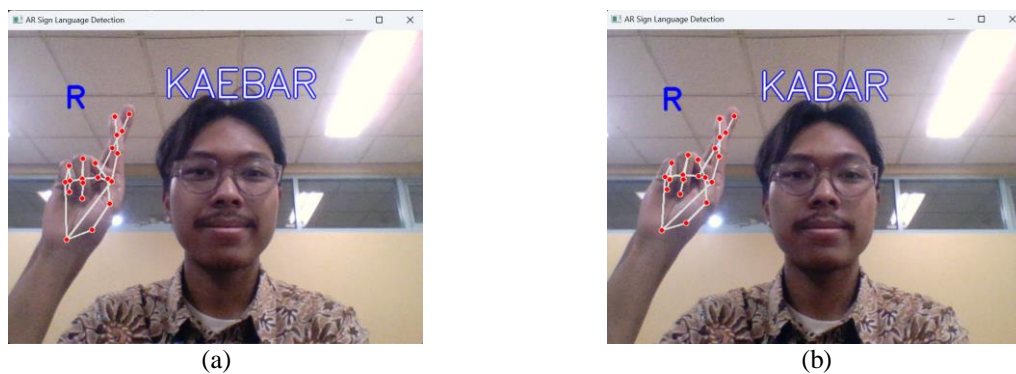 AR Sign Language Detection
KAEBAR
R
(a)
AR Sign Language Detection
KABAR
R
(b)